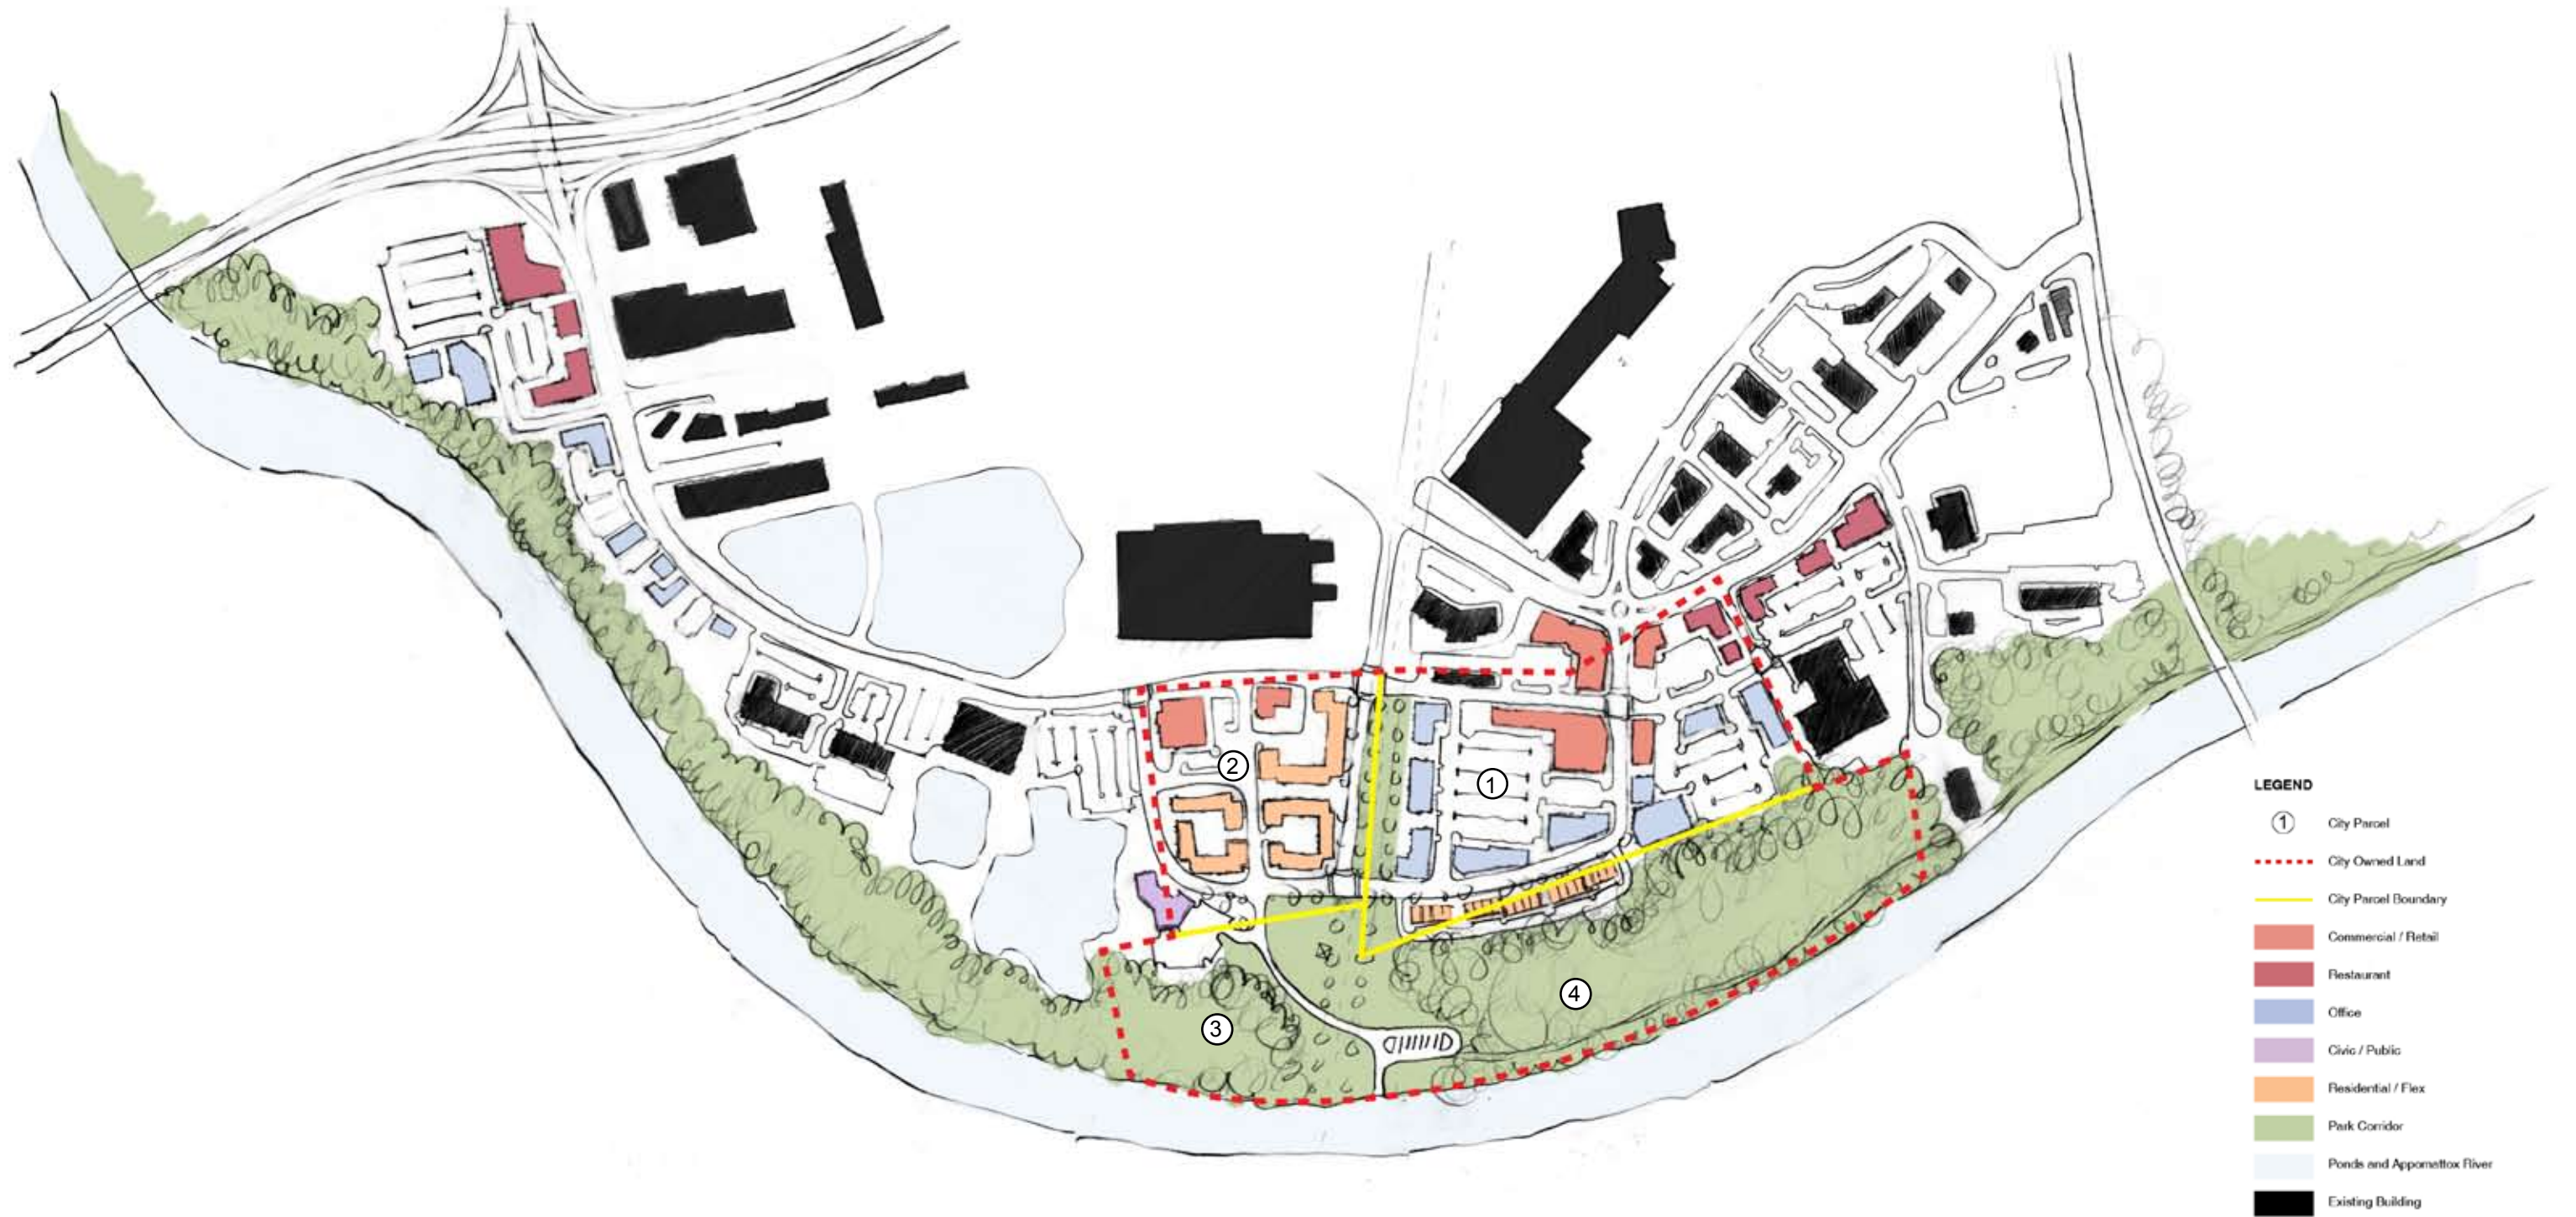 2
1
3
4
LEGEND
1 City Parcel
City Owned Land
City Parcel Boundary
Commercial / Retail
Restaurant
Office
Civic / Public
Residential / Flex
Park Corridor
Ponds and Appomattox River
Existing Building